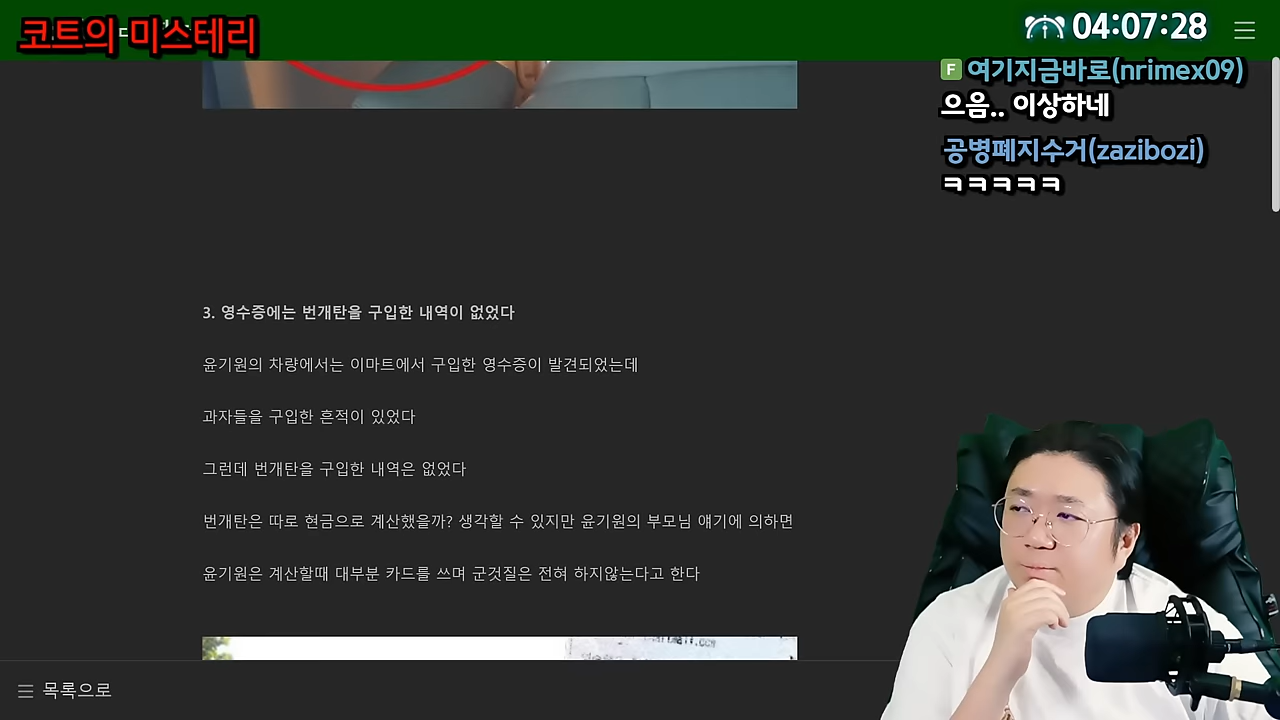 코트의 미스테리
04:07:28
F 여기지금바로(nrimex09)
으음.. 이상하네
공병폐지수거(zazibozi)
ㅋㅋㅋㅋㅋ
3. 영수증에는 번개탄을 구입한 내역이 없었다
윤기원의 차량에서는 이마트에서 구입한 영수증이 발견되었는데
과자들을 구입한 흔적이 있었다
그런데 번개탄을 구입한 내역은 없었다
번개탄은 따로 현금으로 계산했을까? 생각할 수 있지만 윤기원의 부모님 얘기에 의하면
윤기원은 계산할때 대부분 카드를 쓰며 군것질은 전혀 하지않는다고 한다
목록으로